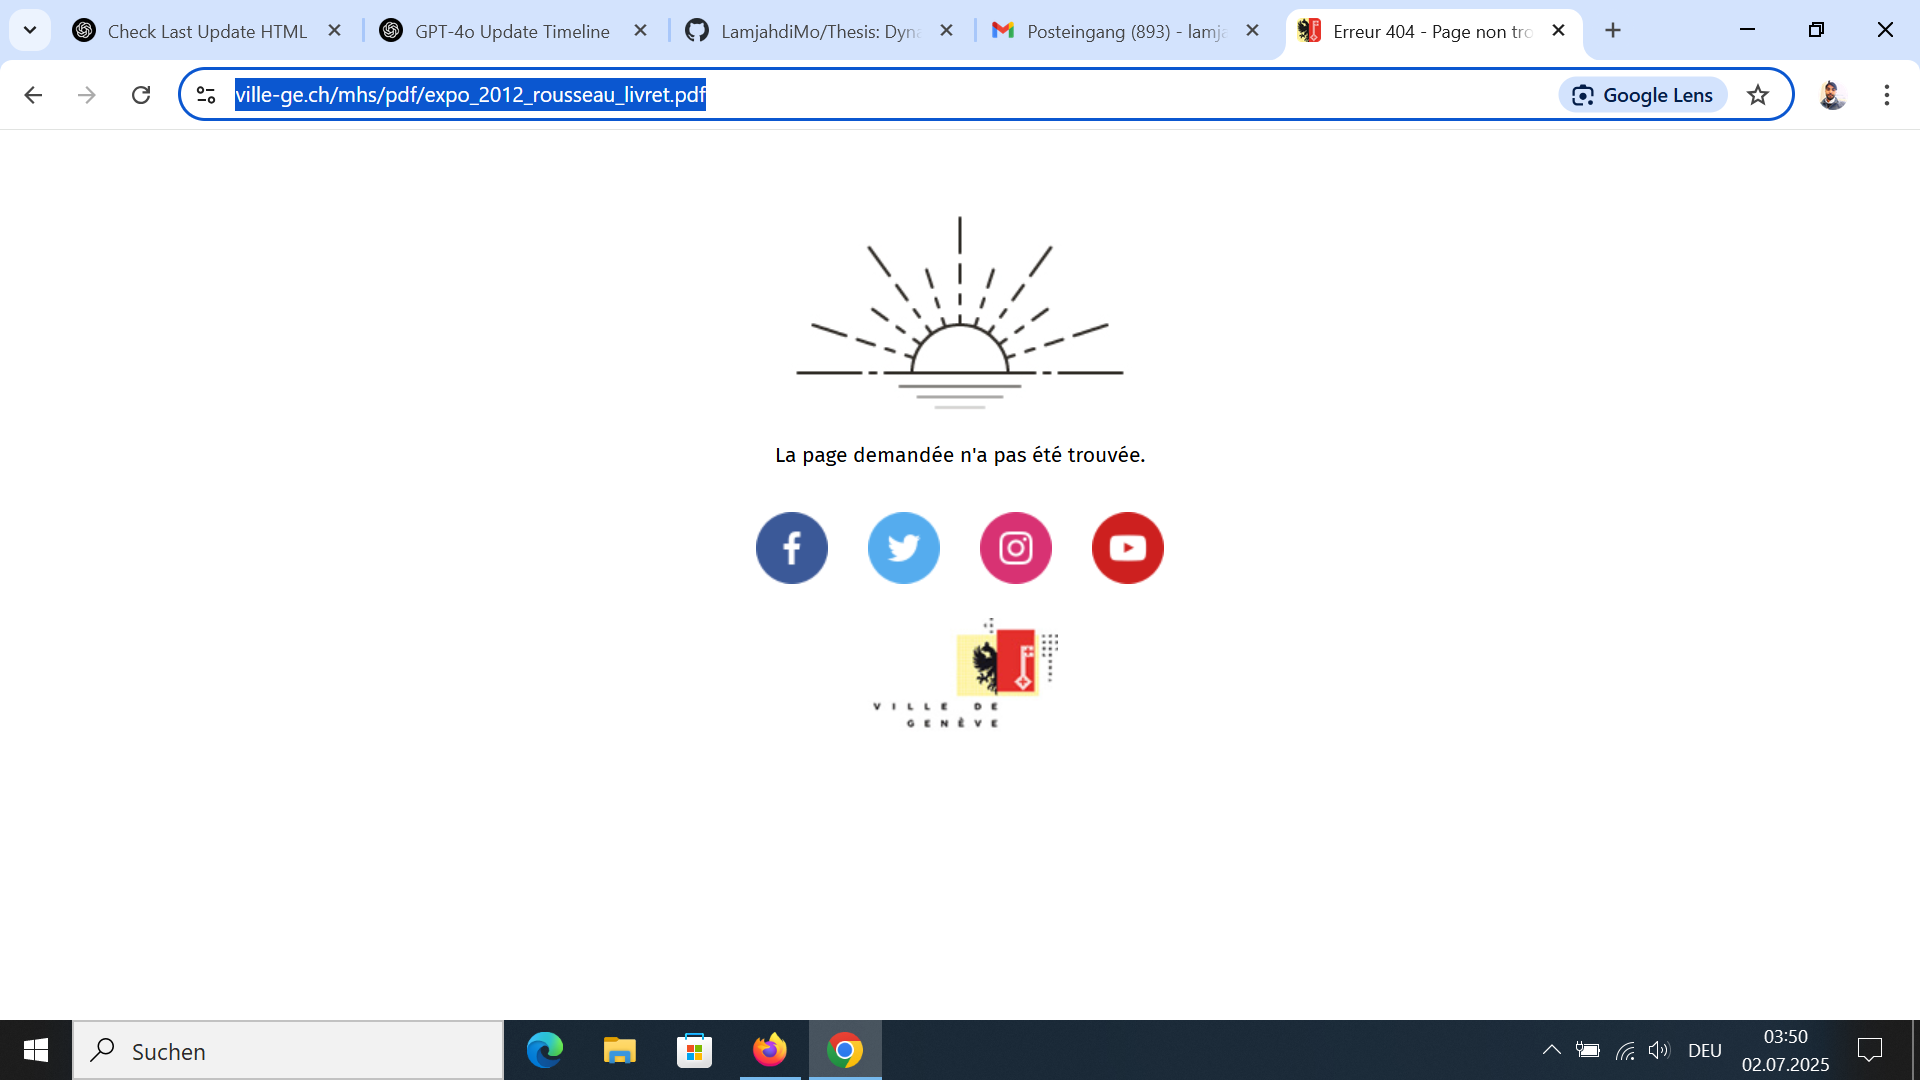 Check Last Update HTML
GPT-4o Update Timeline
LamjahdiMo/Thesis: Dyna
Posteingang (893) - lamja
Erreur 404 - Page non tro
ville-ge.ch/mhs/pdf/expo_2012_rousseau_livret.pdf
Google Lens
La page demandée n'a pas été trouvée.
VILLE DE
GENÈVE
Suchen
DEU
03:50
02.07.2025